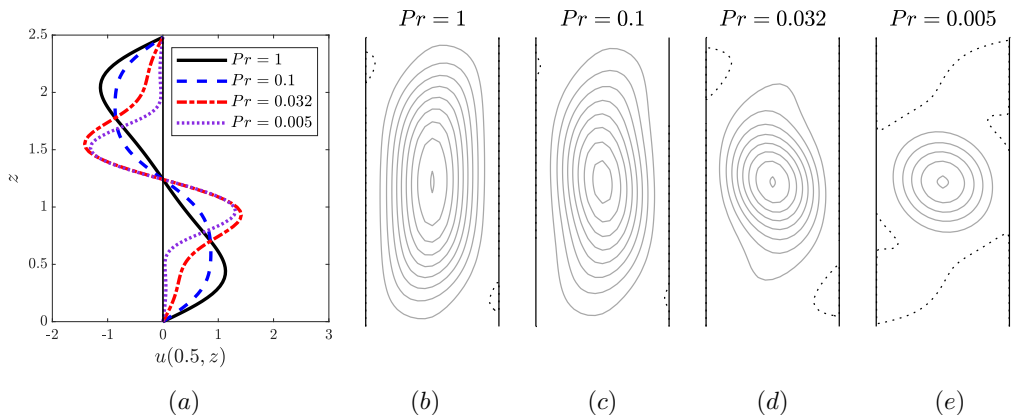 Pr = 1
Pr = 0.1
Pr = 0.032
Pr = 0.005
2.5
2
1.5
1
0.5
0
z
Pr = 1
Pr = 0.1
Pr = 0.032
Pr = 0.005
-2
-1
0
1
2
3
u(0.5, z)
(a)
(b)
(c)
(d)
(e)